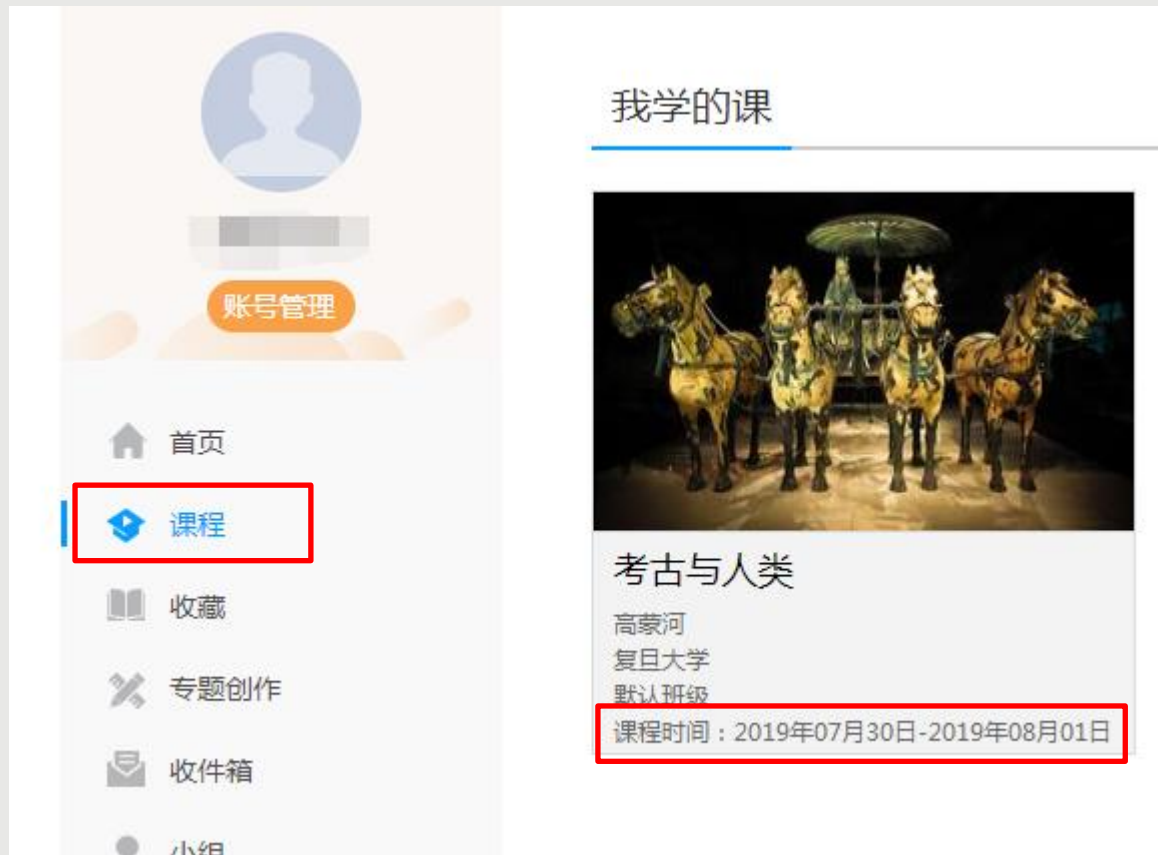 账号管理
首页
课程
收藏
专题创作
收件箱
小组
我学的课
考古与人类
高蒙河
复旦大学
默认班级
课程时间：2019年07月30日-2019年08月01日